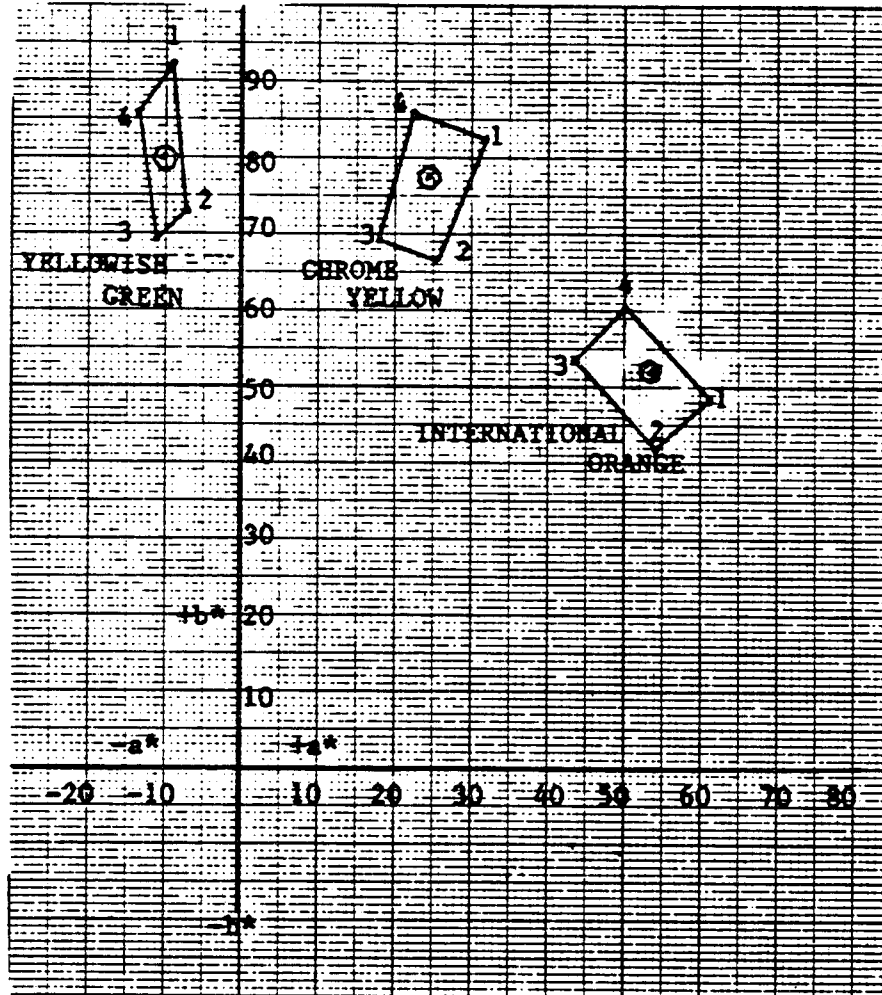 1
90
4
4
1
80
2
70
3
3
2
YELLOWISH
GREEN
CHROME
YELLOW
60
4
3
50
1
INTERNATIONAL
2
40
ORANGE
30
+b*
20
10
-a*
+a*
-20 -10 10 20 30 40 50 60 70 80
-b*